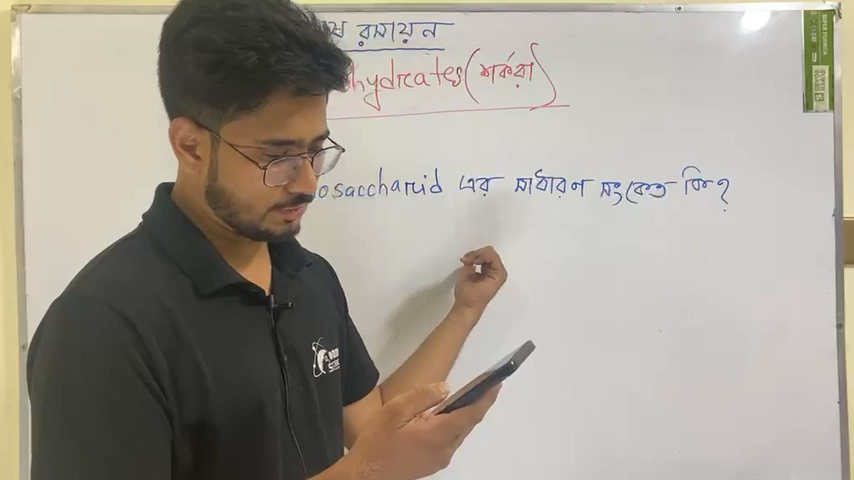 রসায়ন
hydrates (শর্করা)
osaccharid এর সাধারণ সংকেত কি?